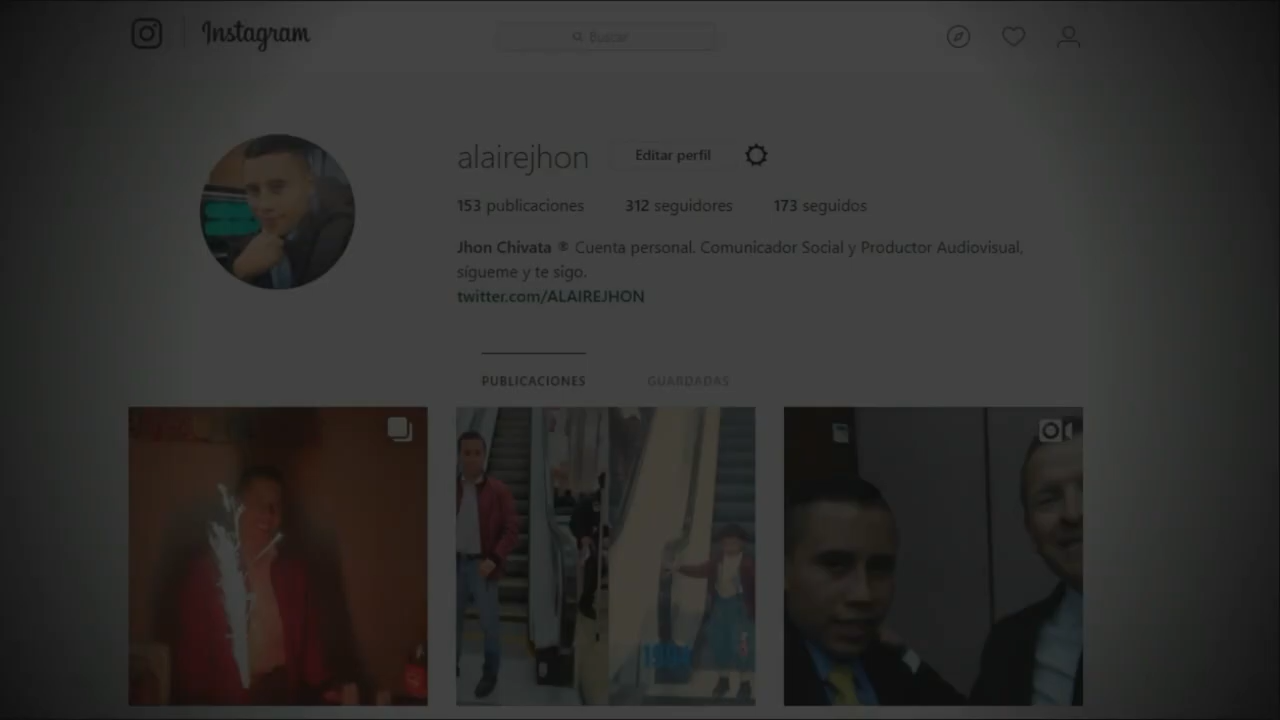 Instagram
Buscar
alairejhon
Editar perfil
153 publicaciones
312 seguidores
173 seguidos
Jhon Chivata ® Cuenta personal. Comunicador Social y Productor Audiovisual,
sígueme y te sigo.
twitter.com/ALAIREJHON
PUBLICACIONES
GUARDADAS